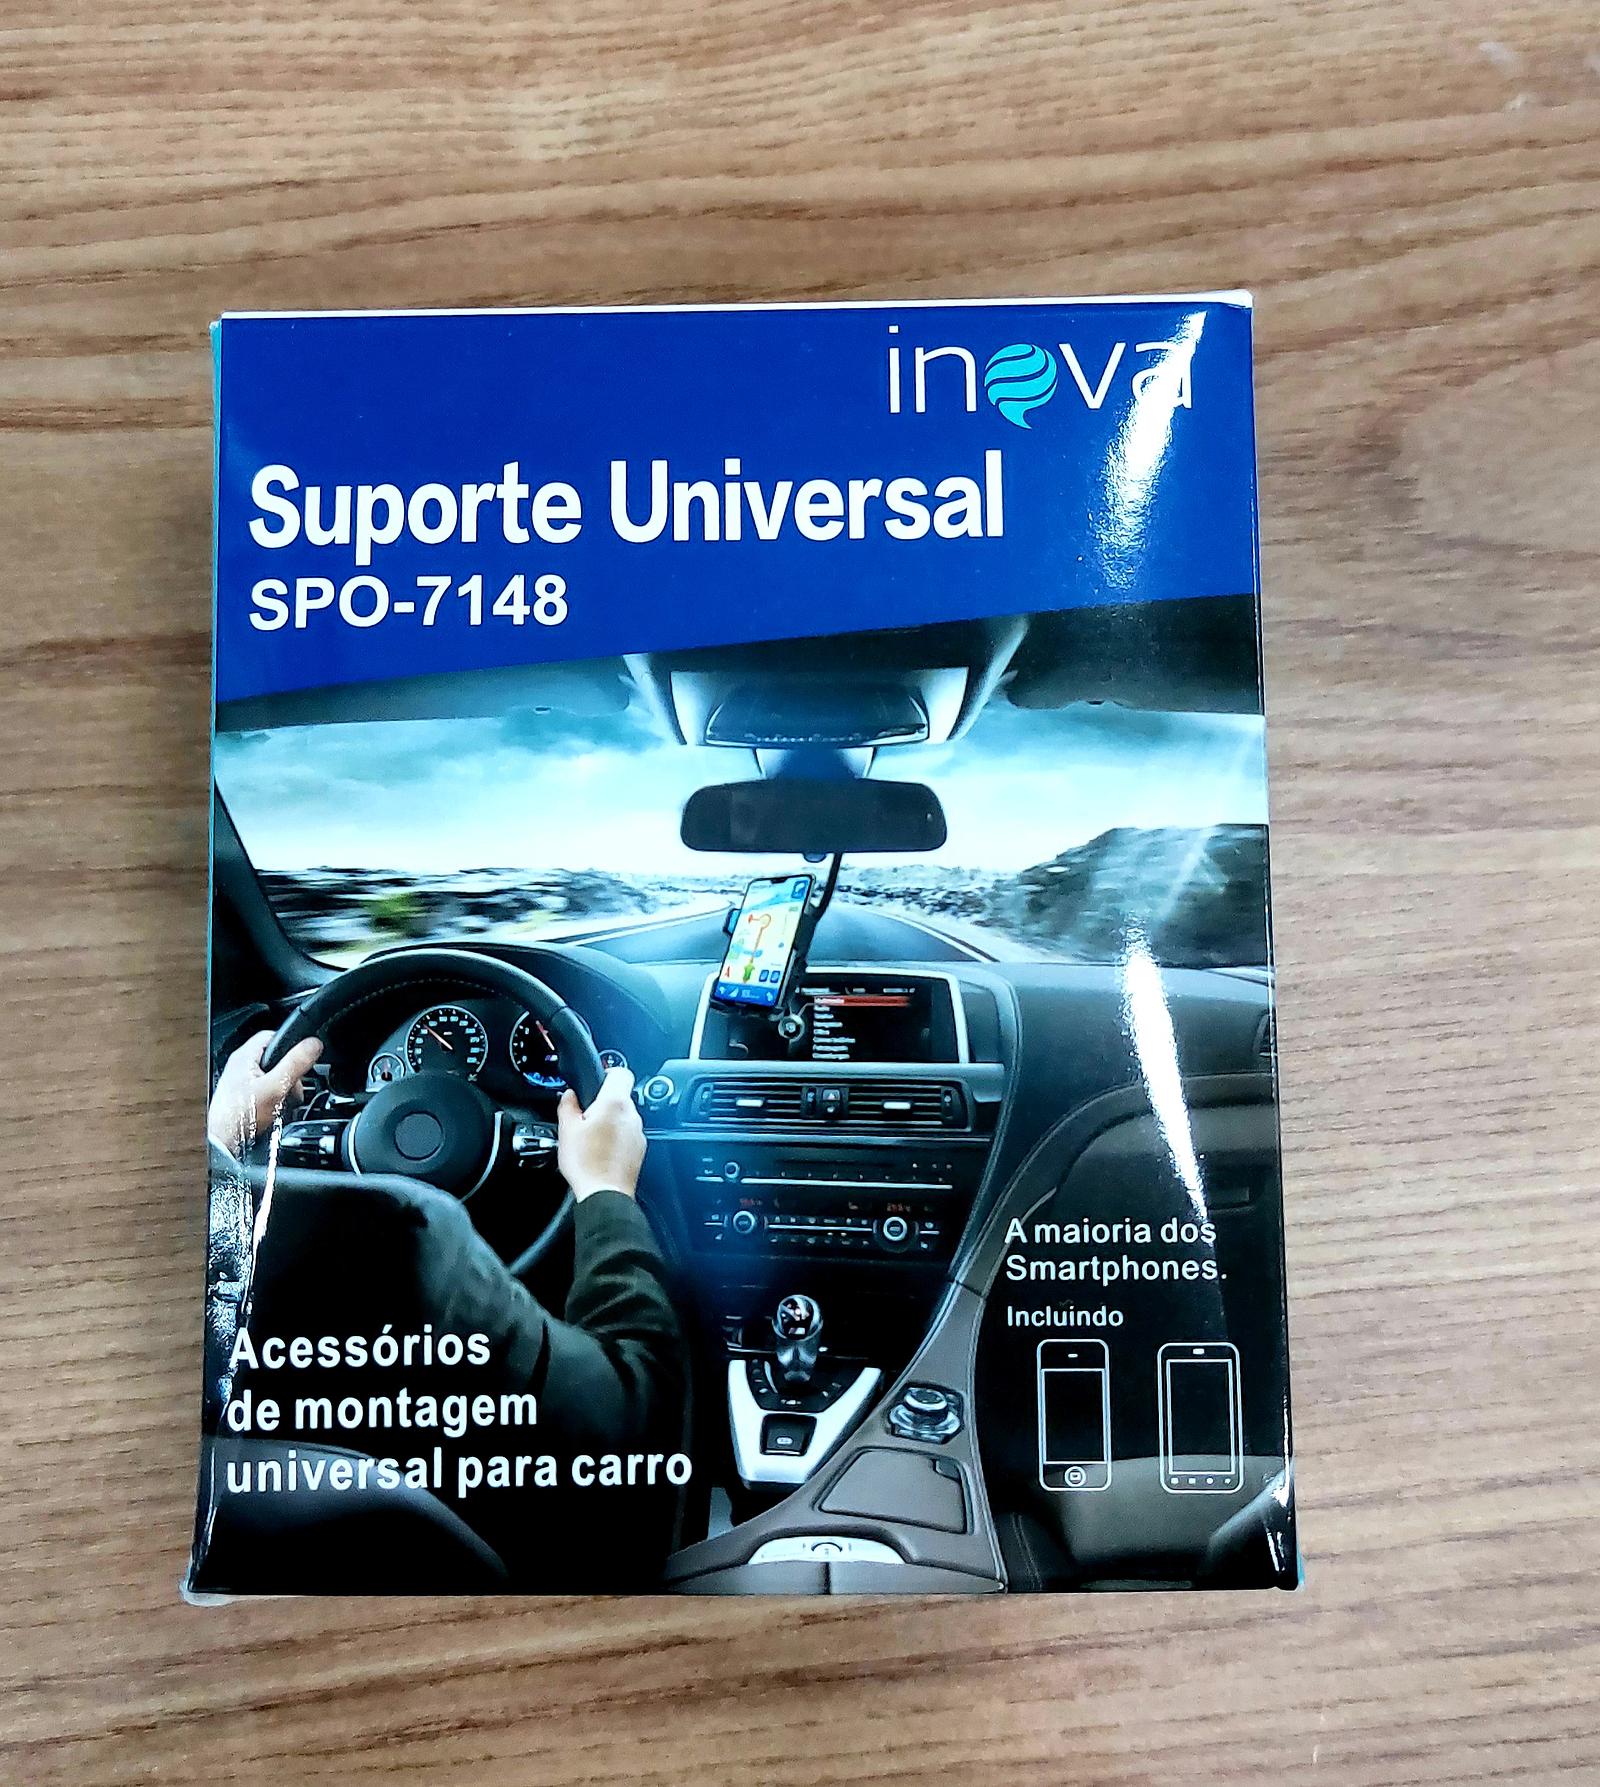 inova
Suporte Universal
SPO-7148
A maioria dos
Smartphones.
Incluindo
Acessórios
de montagem
universal para carro